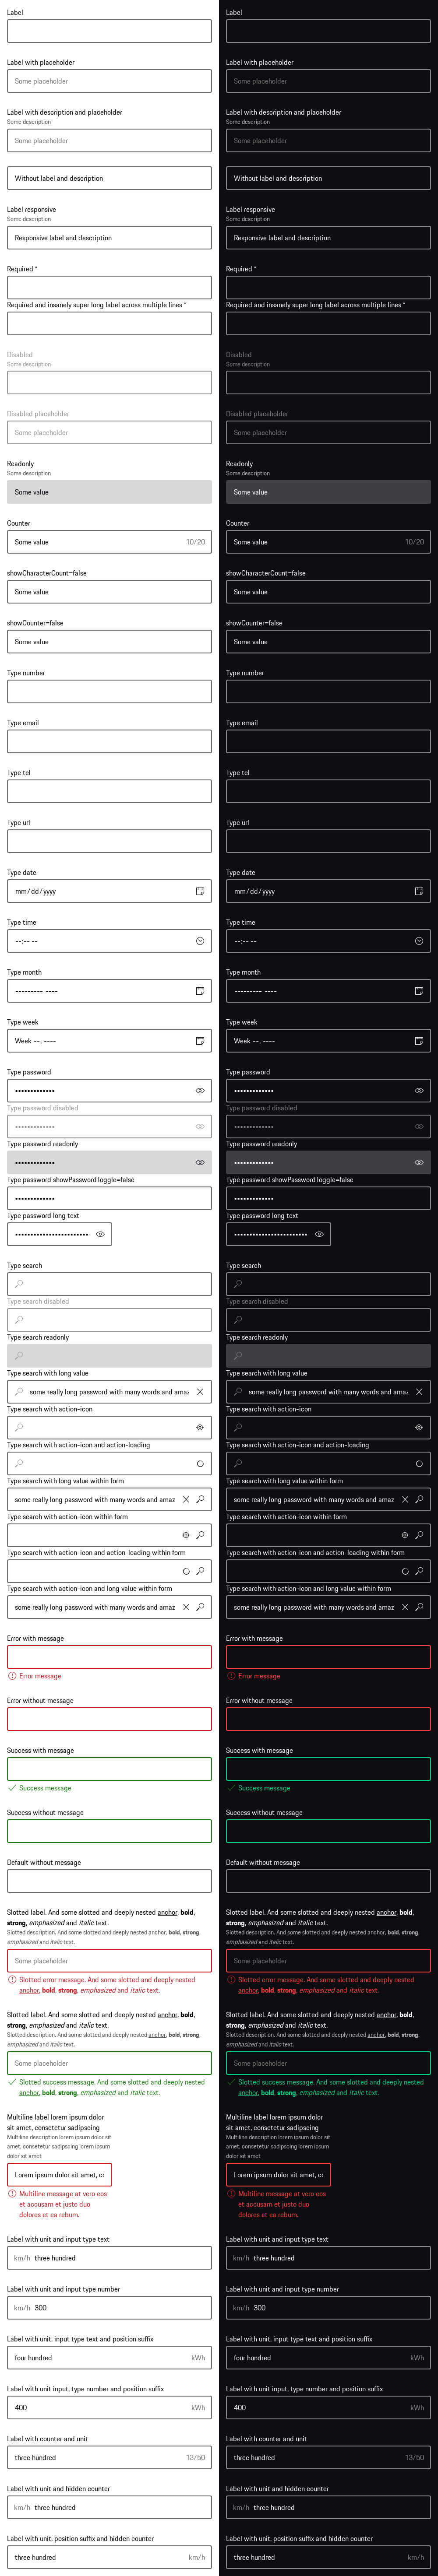 Label
Label with placeholder
Some placeholder
Label with description and placeholder
Some description
Some placeholder
Without label and description
Label responsive
Some description
Responsive label and description
Required *
Required and insanely super long label across multiple lines *
Disabled
Some description
Disabled placeholder
Some placeholder
Readonly
Some description
Some value
Counter
Some value 10/20
showCharacterCount=false
Some value
showCounter=false
Some value
Type number
Type email
Type tel
Type url
Type date
mm/dd/yyyy
Type time
--:-- --
Type month
--------- ----
Type week
Week --, ----
Type password
•••••••••••••
Type password disabled
•••••••••••••
Type password readonly
•••••••••••••
Type password showPasswordToggle=false
•••••••••••••
Type password long text
••••••••••••••••••••••••
Type search
Type search disabled
Type search readonly
Type search with long value
some really long password with many words and amaz
Type search with action-icon
Type search with action-icon and action-loading
Type search with long value within form
some really long password with many words and amaz
Type search with action-icon within form
Type search with action-icon and action-loading within form
Type search with action-icon and long value within form
some really long password with many words and amaz
Error with message
Error message
Error without message
Success with message
Success message
Success without message
Default without message
Slotted label. And some slotted and deeply nested anchor, bold,
strong, emphasized and italic text.
Slotted description. And some slotted and deeply nested anchor, bold, strong,
emphasized and italic text.
Some placeholder
Slotted error message. And some slotted and deeply nested
anchor, bold, strong, emphasized and italic text.
Slotted label. And some slotted and deeply nested anchor, bold,
strong, emphasized and italic text.
Slotted description. And some slotted and deeply nested anchor, bold, strong,
emphasized and italic text.
Some placeholder
Slotted success message. And some slotted and deeply nested
anchor, bold, strong, emphasized and italic text.
Multiline label lorem ipsum dolor
sit amet, consetetur sadipscing
Multiline description lorem ipsum dolor sit
amet, consetetur sadipscing lorem ipsum
dolor sit amet
Lorem ipsum dolor sit amet, co
Multiline message at vero eos
et accusam et justo duo
dolores et ea rebum.
Label with unit and input type text
km/h three hundred
Label with unit and input type number
km/h 300
Label with unit, input type text and position suffix
four hundred kWh
Label with unit input, type number and position suffix
400 kWh
Label with counter and unit
three hundred 13/50
Label with unit and hidden counter
km/h three hundred
Label with unit, position suffix and hidden counter
three hundred km/h
Label
Label with placeholder
Some placeholder
Label with description and placeholder
Some description
Some placeholder
Without label and description
Label responsive
Some description
Responsive label and description
Required *
Required and insanely super long label across multiple lines *
Disabled
Some description
Disabled placeholder
Some placeholder
Readonly
Some description
Some value
Counter
Some value 10/20
showCharacterCount=false
Some value
showCounter=false
Some value
Type number
Type email
Type tel
Type url
Type date
mm/dd/yyyy
Type time
--:-- --
Type month
--------- ----
Type week
Week --, ----
Type password
•••••••••••••
Type password disabled
•••••••••••••
Type password readonly
•••••••••••••
Type password showPasswordToggle=false
•••••••••••••
Type password long text
••••••••••••••••••••••••
Type search
Type search disabled
Type search readonly
Type search with long value
some really long password with many words and amaz
Type search with action-icon
Type search with action-icon and action-loading
Type search with long value within form
some really long password with many words and amaz
Type search with action-icon within form
Type search with action-icon and action-loading within form
Type search with action-icon and long value within form
some really long password with many words and amaz
Error with message
Error message
Error without message
Success with message
Success message
Success without message
Default without message
Slotted label. And some slotted and deeply nested anchor, bold,
strong, emphasized and italic text.
Slotted description. And some slotted and deeply nested anchor, bold, strong,
emphasized and italic text.
Some placeholder
Slotted error message. And some slotted and deeply nested
anchor, bold, strong, emphasized and italic text.
Slotted label. And some slotted and deeply nested anchor, bold,
strong, emphasized and italic text.
Slotted description. And some slotted and deeply nested anchor, bold, strong,
emphasized and italic text.
Some placeholder
Slotted success message. And some slotted and deeply nested
anchor, bold, strong, emphasized and italic text.
Multiline label lorem ipsum dolor
sit amet, consetetur sadipscing
Multiline description lorem ipsum dolor sit
amet, consetetur sadipscing lorem ipsum
dolor sit amet
Lorem ipsum dolor sit amet, co
Multiline message at vero eos
et accusam et justo duo
dolores et ea rebum.
Label with unit and input type text
km/h three hundred
Label with unit and input type number
km/h 300
Label with unit, input type text and position suffix
four hundred kWh
Label with unit input, type number and position suffix
400 kWh
Label with counter and unit
three hundred 13/50
Label with unit and hidden counter
km/h three hundred
Label with unit, position suffix and hidden counter
three hundred km/h